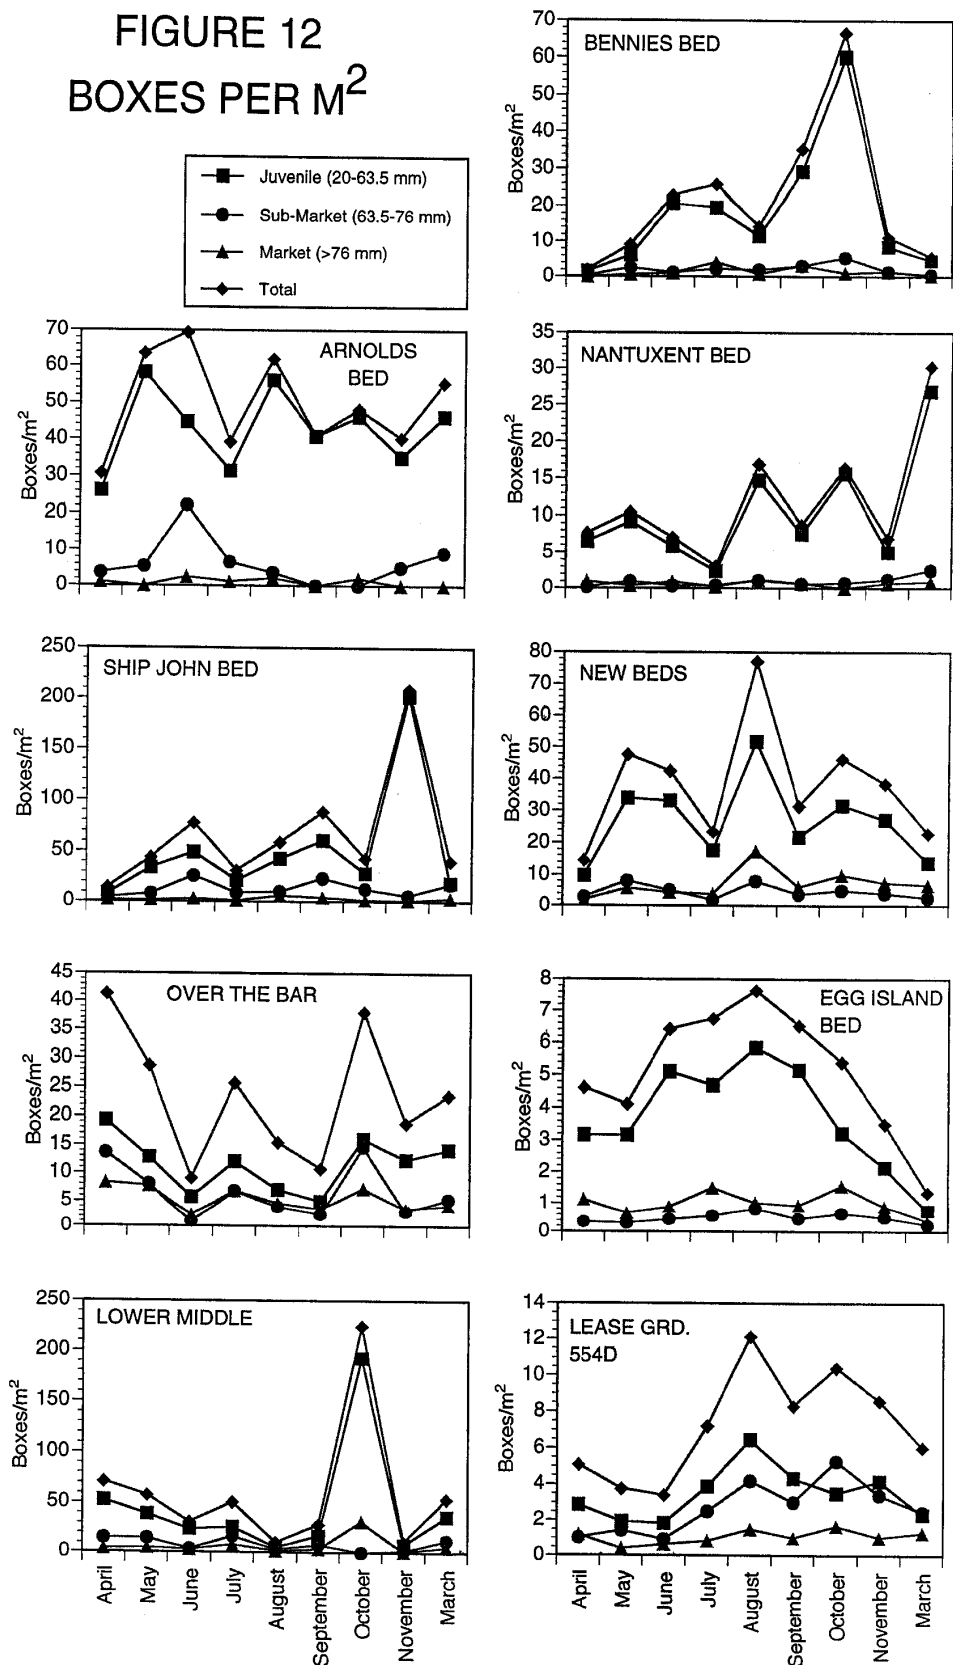 FIGURE 12
BOXES PER M2
Juvenile (20-63.5 mm)
Sub-Market (63.5-76 mm)
Market (>76 mm)
Total
BENNIES BED
Boxes/m2
70
60
50
40
30
20
10
0
ARNOLDS
BED
Boxes/m2
70
60
50
40
30
20
10
0
NANTUXENT BED
Boxes/m2
35
30
25
20
15
10
5
0
SHIP JOHN BED
Boxes/m2
250
200
150
100
50
0
NEW BEDS
Boxes/m2
80
70
60
50
40
30
20
10
0
OVER THE BAR
Boxes/m2
45
40
35
30
25
20
15
10
5
0
EGG ISLAND
BED
Boxes/m2
8
7
6
5
4
3
2
1
0
LOWER MIDDLE
Boxes/m2
250
200
150
100
50
0
April
May
June
July
August
September
October
November
March
LEASE GRD.
554D
Boxes/m2
14
12
10
8
6
4
2
0
April
May
June
July
August
September
October
November
March